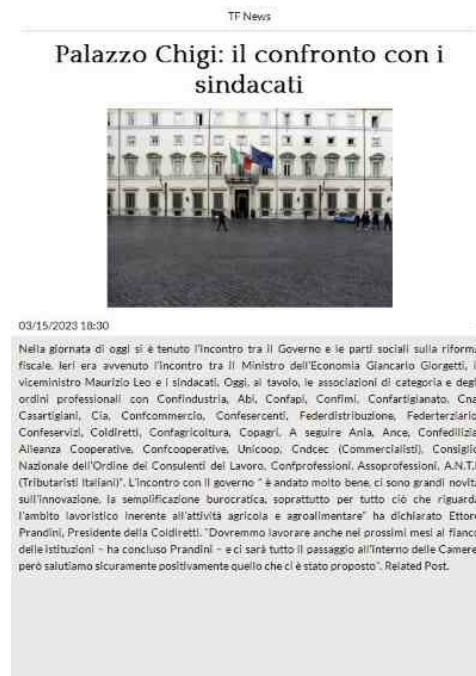 TF News
Palazzo Chigi: il confronto con i
sindacati
03/15/2023 18:30
Nella giornata di oggi si è tenuto l'incontro tra il Governo e le parti sociali sulla riforma
fiscale. Ieri era avvenuto l'incontro tra il Ministro dell'Economia Giancarlo Giorgetti, i
viceministro Maurizio Leo e i sindacati. Oggi, al tavolo, le associazioni di categoria e degl
ordini professionali con Confindustria, Abi, Confapi, Confimi, Confartigianato, Cna
Casartigiani, Cia, Confcommercio, Confesercenti, Federdistribuzione, Federterziario
Confeservizi, Coldiretti, Confagricoltura, Copagri. A seguire Ania, Ance, Confedilizia
Alleanza Cooperative, Confcooperative, Unicoop, Cndcec (Commercialisti), Consiglio
Nazionale dell'Ordine dei Consulenti del Lavoro, Confprofessioni, Assoprofessioni, A.N.T.I
(Tributaristi Italiani)". L'incontro con il governo " è andato molto bene, ci sono grandi novità
sull'innovazione, la semplificazione burocratica, soprattutto per tutto ciò che riguarda
l'ambito lavoristico inerente all'attività agricola e agroalimentare" ha dichiarato Ettore
Prandini, Presidente della Coldiretti. "Dovremmo lavorare anche nei prossimi mesi al fianco
delle istituzioni – ha concluso Prandini – e ci sarà tutto il passaggio all'interno delle Camere
però salutiamo sicuramente positivamente quello che ci è stato proposto". Related Post.